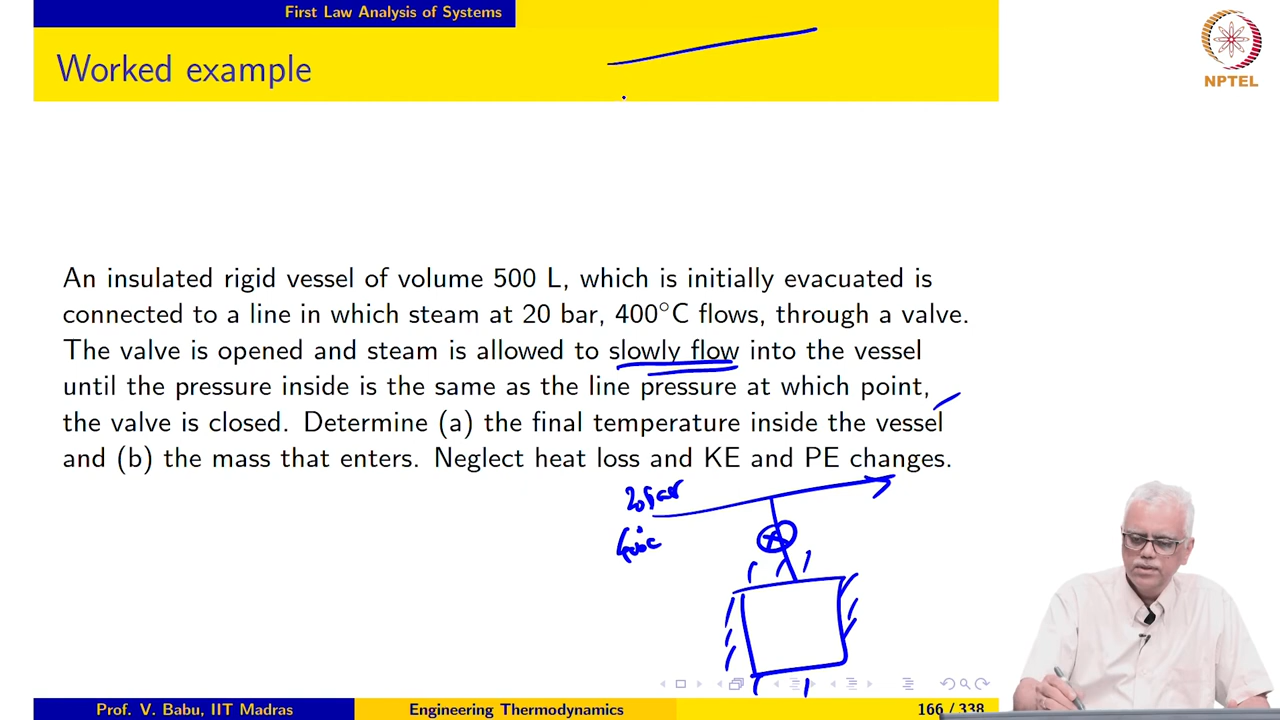 First Law Analysis of Systems
Worked example
NPTEL
An insulated rigid vessel of volume 500 L, which is initially evacuated is
connected to a line in which steam at 20 bar, 400°C flows, through a valve.
The valve is opened and steam is allowed to slowly flow into the vessel
until the pressure inside is the same as the line pressure at which point,
the valve is closed. Determine (a) the final temperature inside the vessel
and (b) the mass that enters. Neglect heat loss and KE and PE changes.
20 bar
400°C
Prof. V. Babu, IIT Madras Engineering Thermodynamics 166 / 338